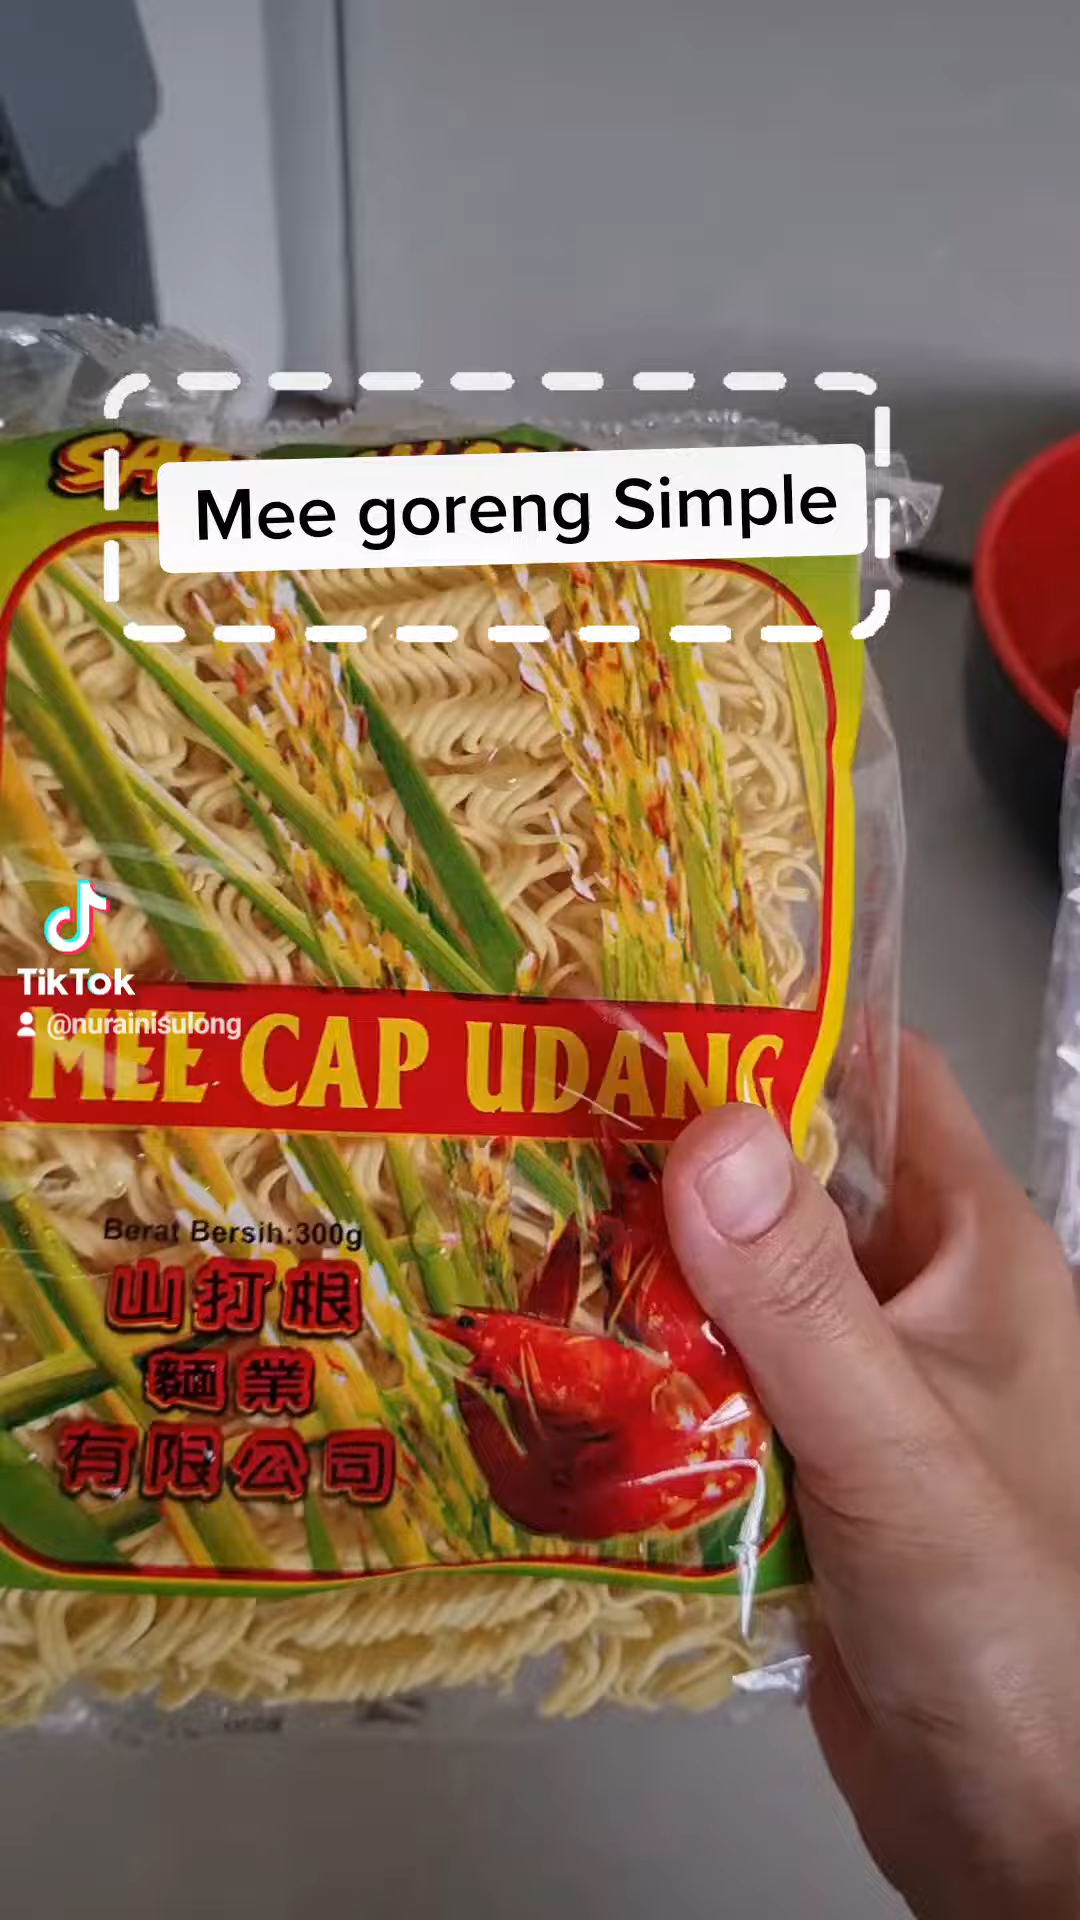 Mee goreng Simple
TikTok
@nurainisulong
MEE CAP UDANG
Berat Bersih:300g
山打根
麵業
有限公司